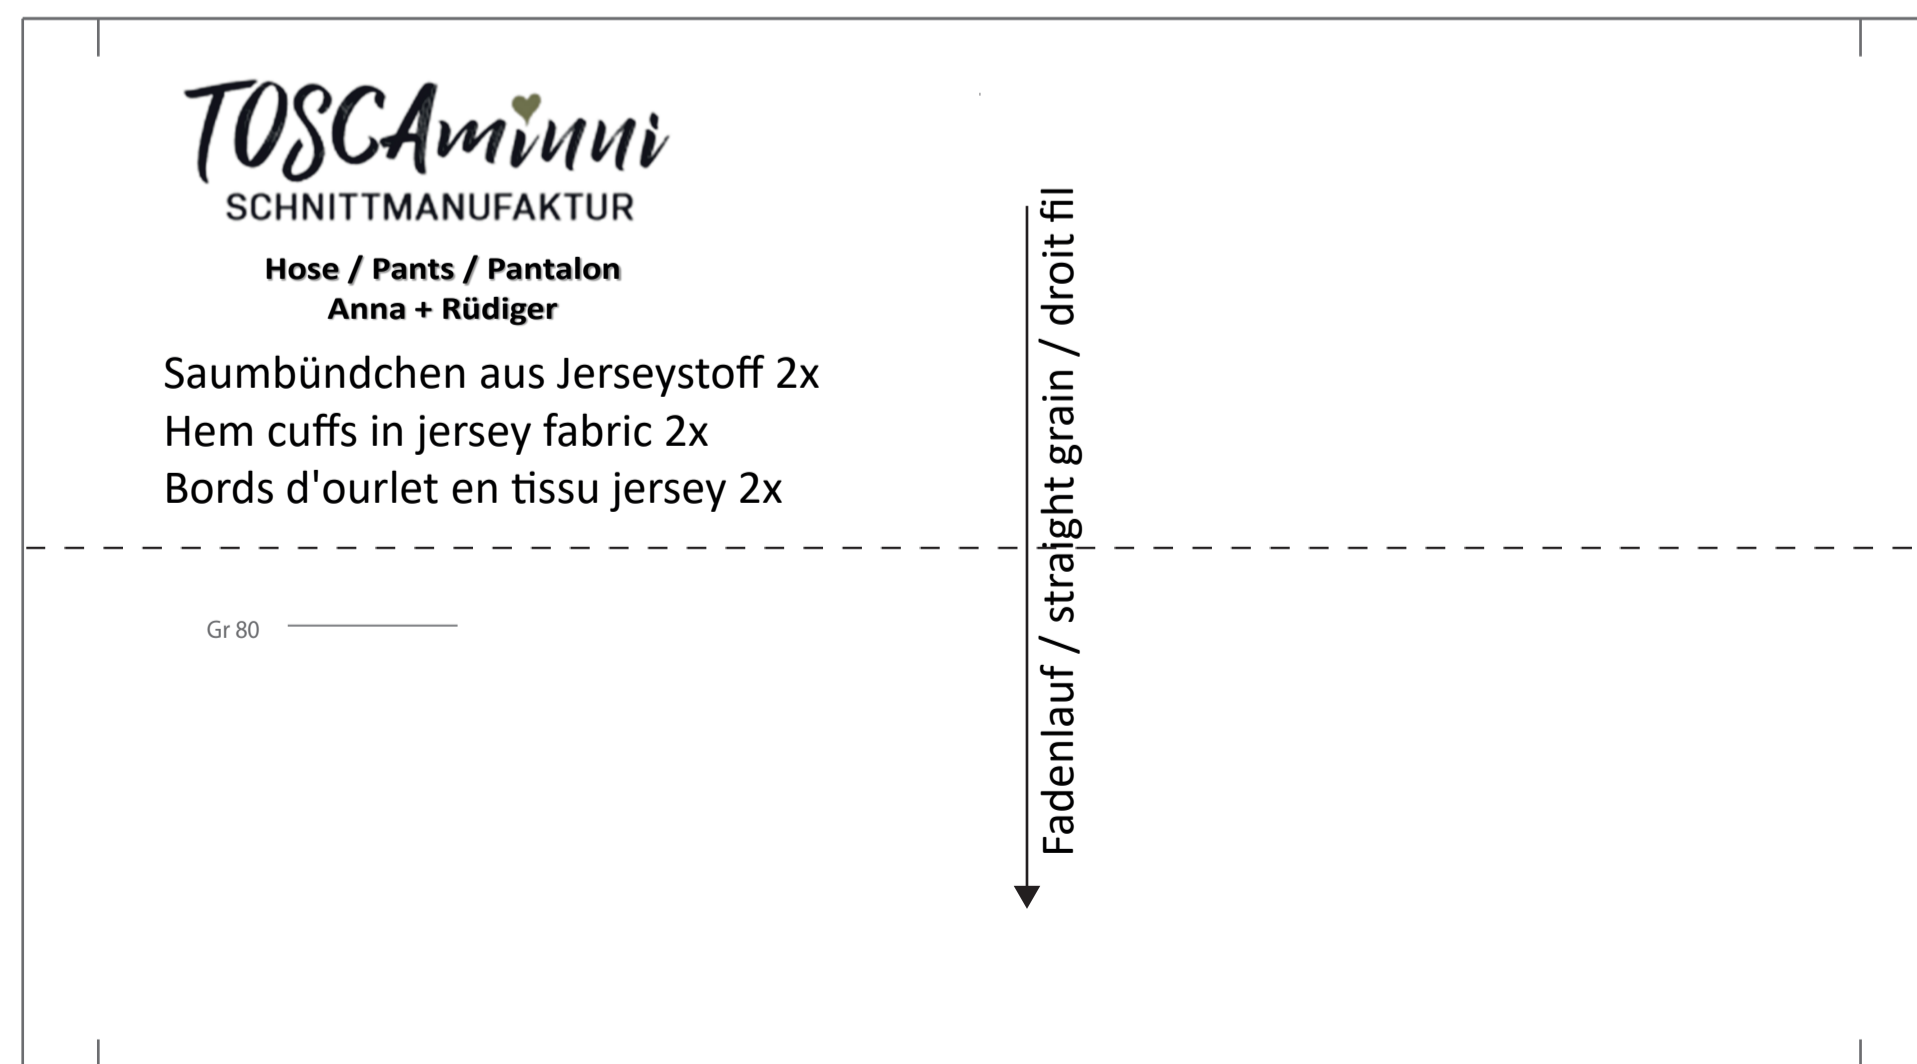 TOSCAminni
SCHNITTMANUFAKTUR
Hose / Pants / Pantalon
Anna + Rüdiger
Saumbündchen aus Jerseystoff 2x
Hem cuffs in jersey fabric 2x
Bords d'ourlet en tissu jersey 2x
Fadenlauf / straight grain / droit fil
Gr 80